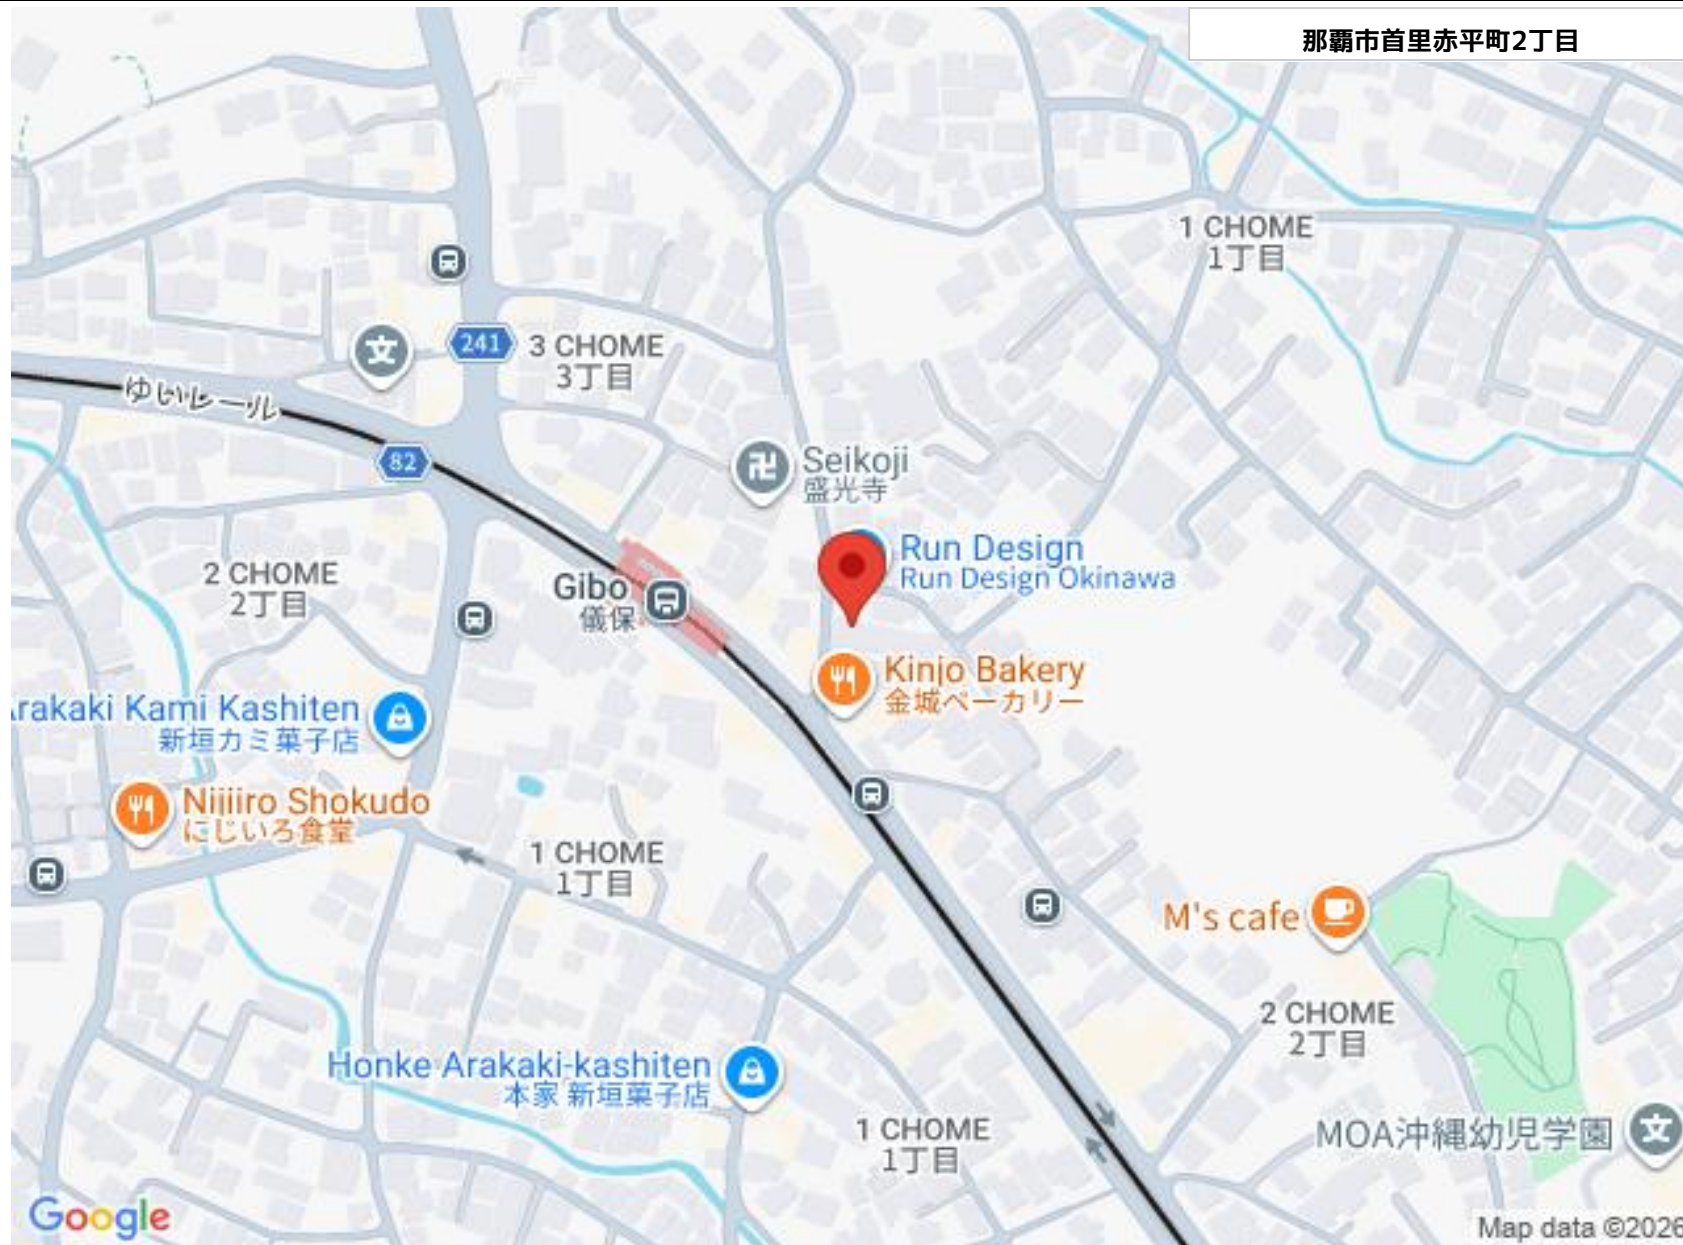 那覇市首里赤平町2丁目
1 CHOME
1丁目
241
3 CHOME
3丁目
ゆいレール
82
Seikoji
盛光寺
Run Design
Run Design Okinawa
2 CHOME
2丁目
Gibo
儀保
Kinjo Bakery
金城ベーカリー
rakaki Kami Kashiten
新垣カミ菓子店
Nijiiro Shokudo
にじいろ食堂
1 CHOME
1丁目
M's cafe
2 CHOME
2丁目
Honke Arakaki-kashiten
本家 新垣菓子店
1 CHOME
1丁目
MOA沖縄幼児学園
Google
Map data ©2026